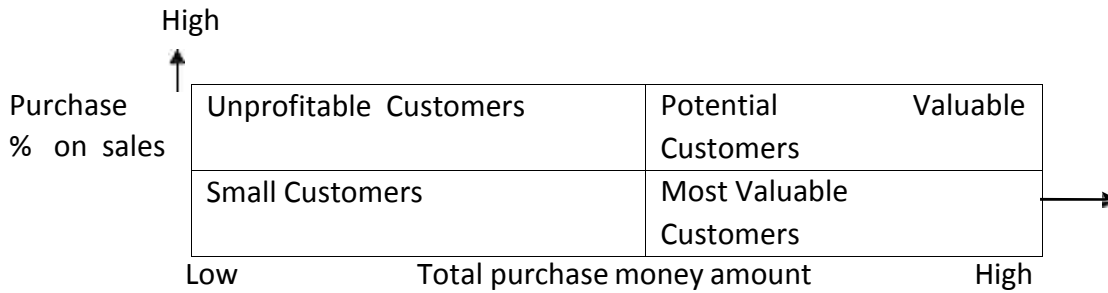 High
Purchase
% on sales
Unprofitable Customers
Potential Valuable
Customers
Small Customers
Most Valuable
Customers
Low Total purchase money amount High